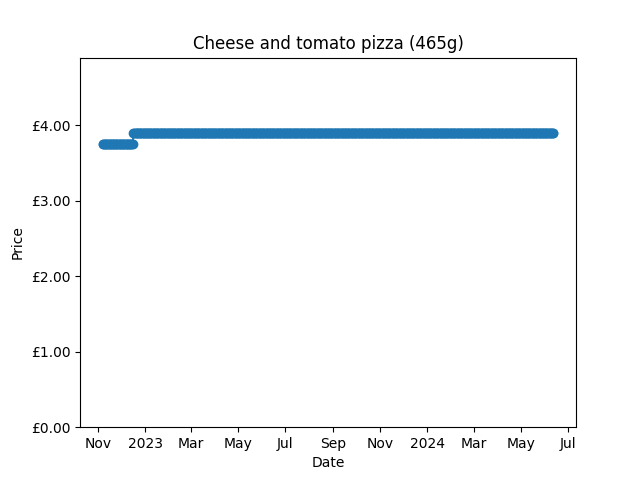 Cheese and tomato pizza (465g)
£4.00
£3.00
£2.00
£1.00
£0.00
Price
Nov 2023 Mar May Jul Sep Nov 2024 Mar May Jul
Date